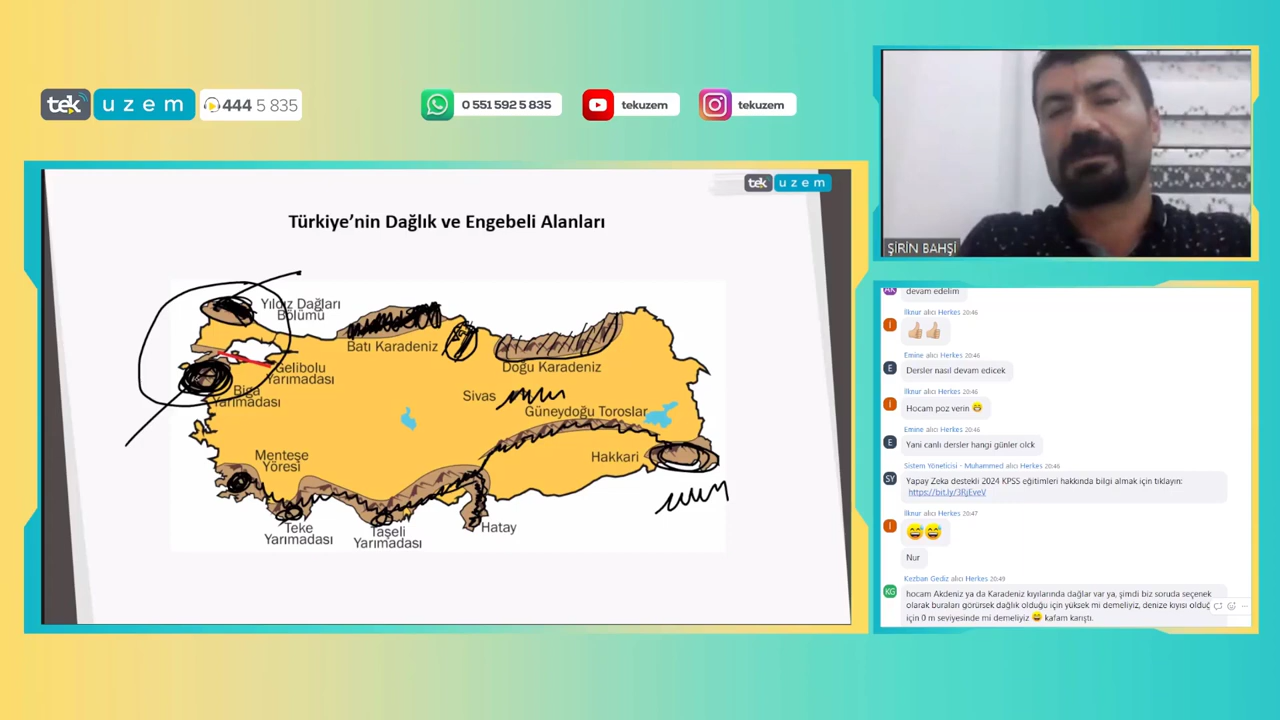 tek uzem 444 5 835
0 551 592 5 835
tekuzem
tekuzem
tek uzem
Türkiye'nin Dağlık ve Engebeli Alanları
Yıldız Dağları
Bölümü
Batı Karadeniz
Gelibolu
Yarımadası
Biga
Yarımadası
Doğu Karadeniz
Sivas
Güneydoğu Toroslar
Menteşe
Yöresi
Hakkari
Teke
Yarımadası
Taşeli
Yarımadası
Hatay
ŞİRİN BAHŞİ
AK
devam edelim
İlknur alıcı Herkes 20:46
I
Emine alıcı Herkes 20:46
E
Dersler nasıl devam edicek
İlknur alıcı Herkes 20:46
I
Hocam poz verin 😁
Emine alıcı Herkes 20:46
E
Yani canlı dersler hangi günler olck
Sistem Yöneticisi - Muhammed alıcı Herkes 20:46
SY
Yapay Zeka destekli 2024 KPSS eğitimleri hakkında bilgi almak için tıklayın:
https://bit.ly/3RjEveV
İlknur alıcı Herkes 20:47
I
Nur
Kezban Gediz alıcı Herkes 20:49
KG
hocam Akdeniz ya da Karadeniz kıyılarında dağlar var ya, şimdi biz soruda seçenek
olarak buraları görürsek dağlık olduğu için yüksek mi demeliyiz, denize kıyısı olduğ
için 0 m seviyesinde mi demeliyiz 😄 kafam karıştı.